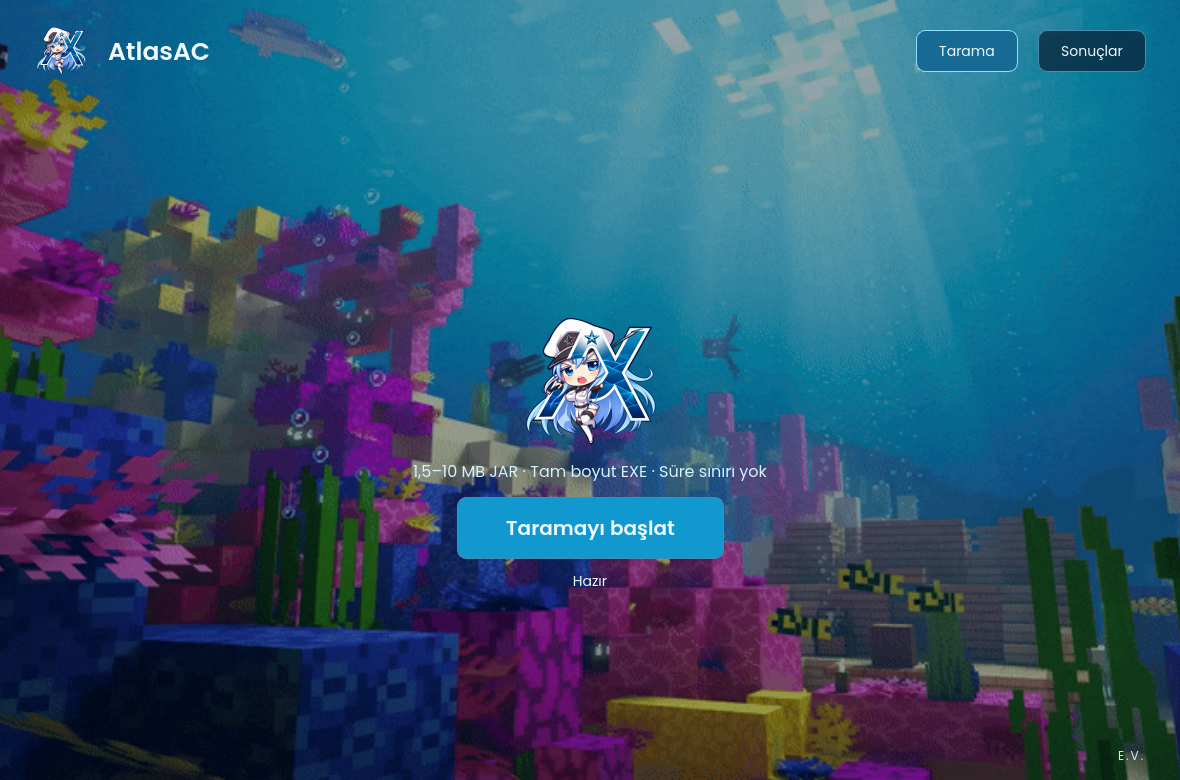 AtlasAC
Tarama
Sonuçlar
1,5–10 MB JAR · Tam boyut EXE · Süre sınırı yok
Taramayı başlat
Hazır
E.V.